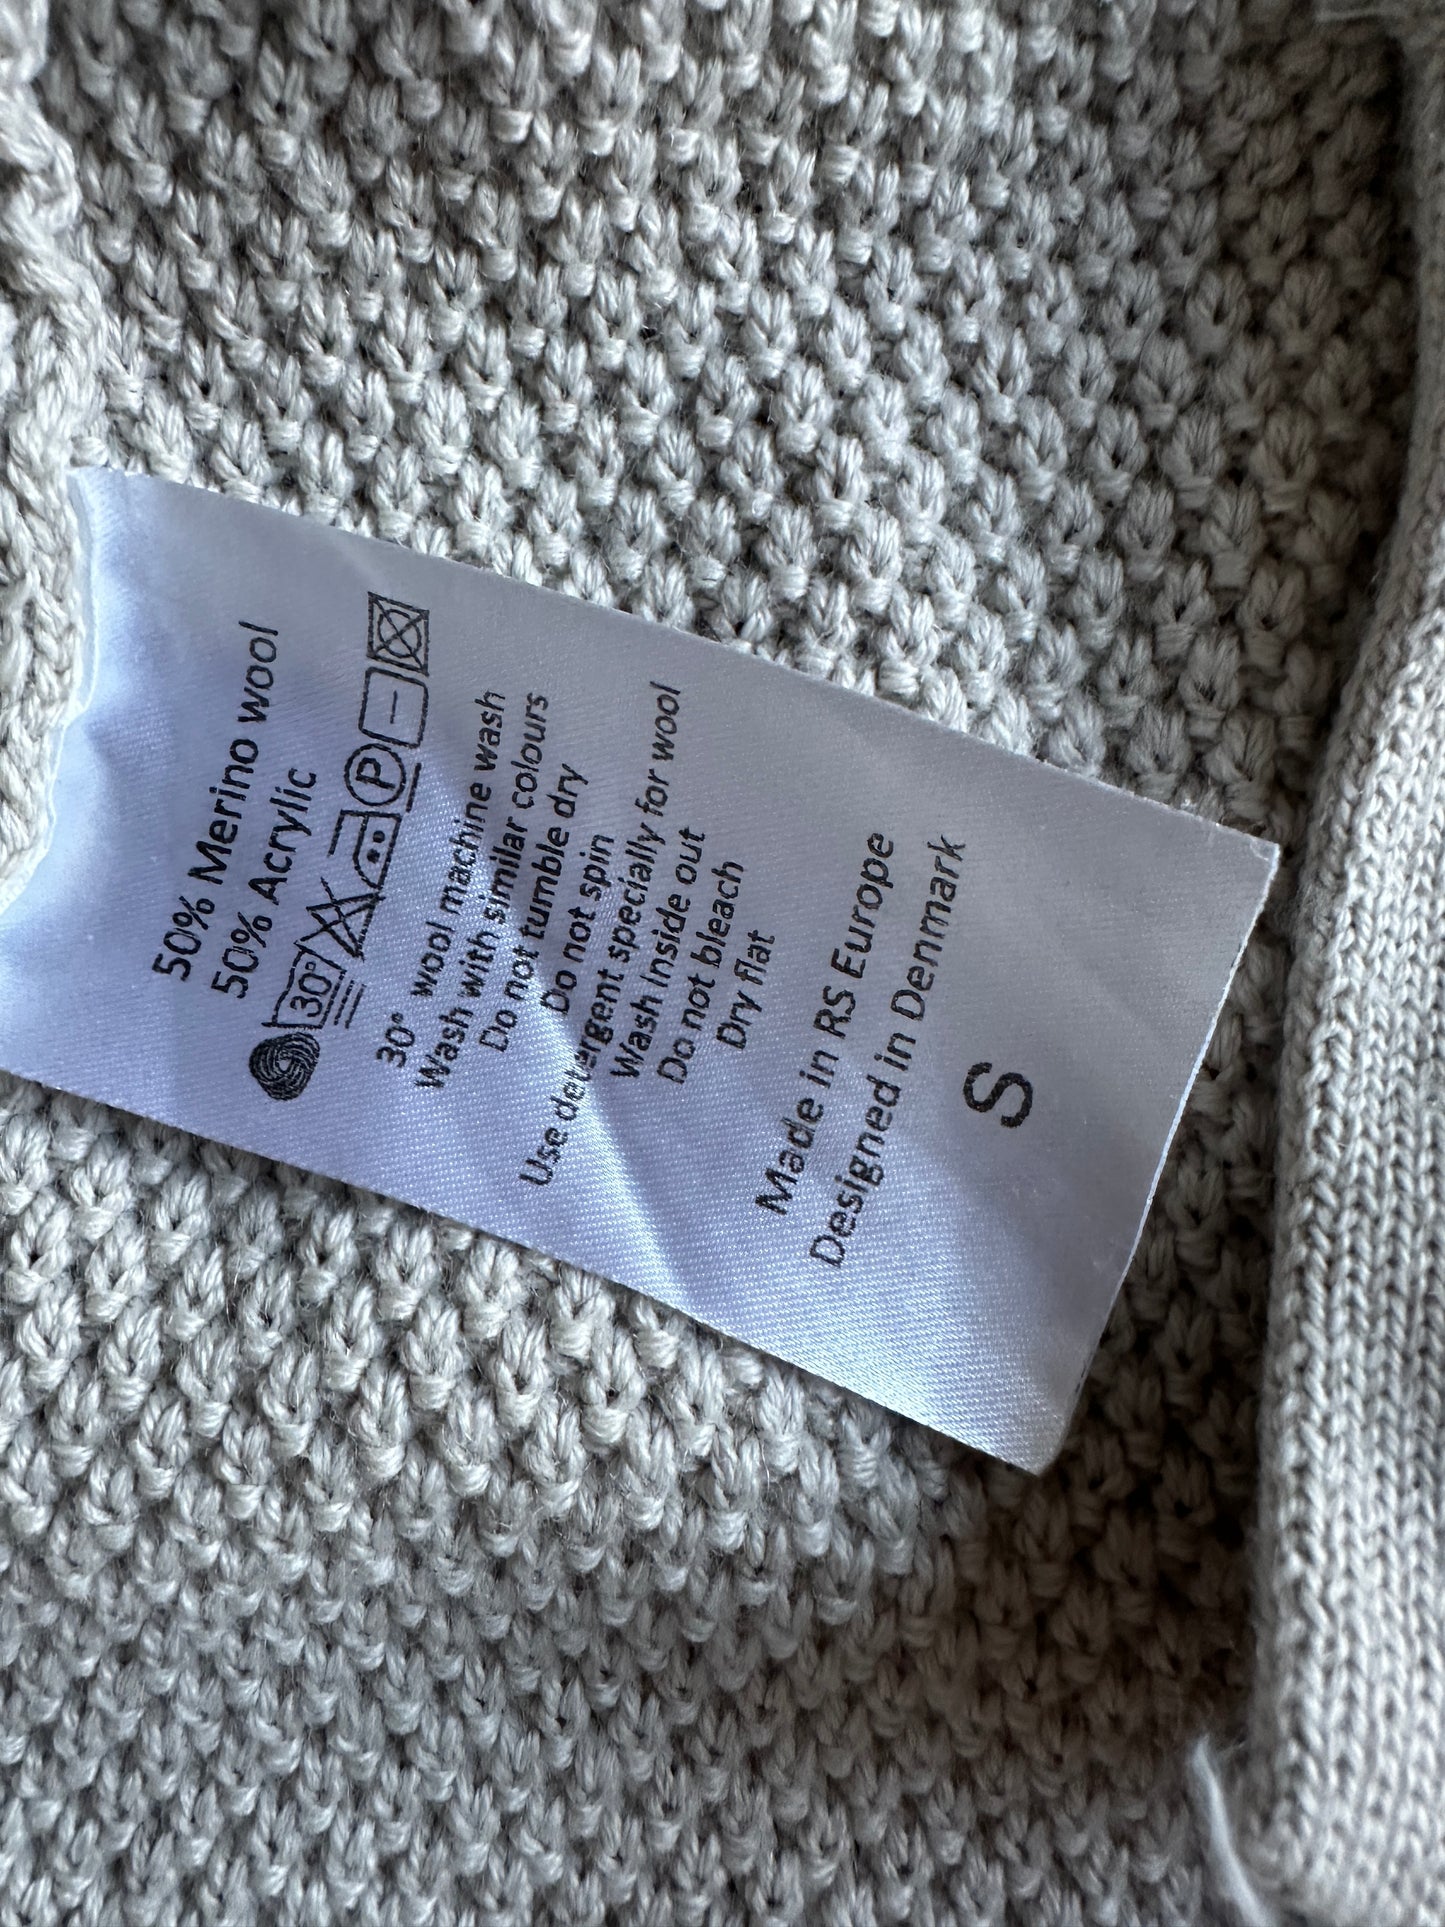 50% Merino wool
50% Acrylic
30° P
30° wool machine wash
Wash with similar colours
Do not tumble dry
Do not spin
Use detergent specially for wool
Wash inside out
Do not bleach
Dry flat
Made in RS Europe
Designed in Denmark
S